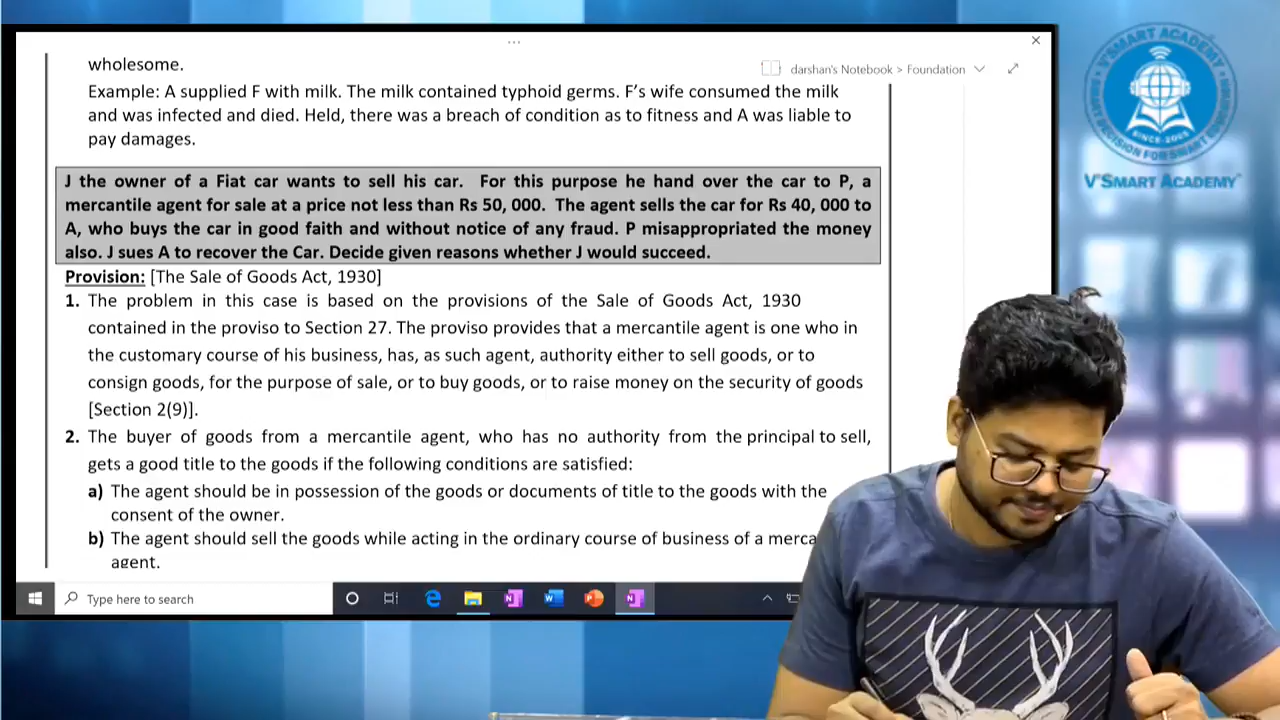 ...
wholesome.
darshan's Notebook > Foundation
Example: A supplied F with milk. The milk contained typhoid germs. F's wife consumed the milk
and was infected and died. Held, there was a breach of condition as to fitness and A was liable to
pay damages.
J the owner of a Fiat car wants to sell his car. For this purpose he hand over the car to P, a
mercantile agent for sale at a price not less than Rs 50, 000. The agent sells the car for Rs 40, 000 to
A, who buys the car in good faith and without notice of any fraud. P misappropriated the money
also. J sues A to recover the Car. Decide given reasons whether J would succeed.
Provision: [The Sale of Goods Act, 1930]
1. The problem in this case is based on the provisions of the Sale of Goods Act, 1930
contained in the proviso to Section 27. The proviso provides that a mercantile agent is one who in
the customary course of his business, has, as such agent, authority either to sell goods, or to
consign goods, for the purpose of sale, or to buy goods, or to raise money on the security of goods
[Section 2(9)].
2. The buyer of goods from a mercantile agent, who has no authority from the principal to sell,
gets a good title to the goods if the following conditions are satisfied:
a) The agent should be in possession of the goods or documents of title to the goods with the
consent of the owner.
b) The agent should sell the goods while acting in the ordinary course of business of a merca
agent.
Type here to search
V'SMART ACADEMY
SINCE-2005
V'SMART ACADEMY